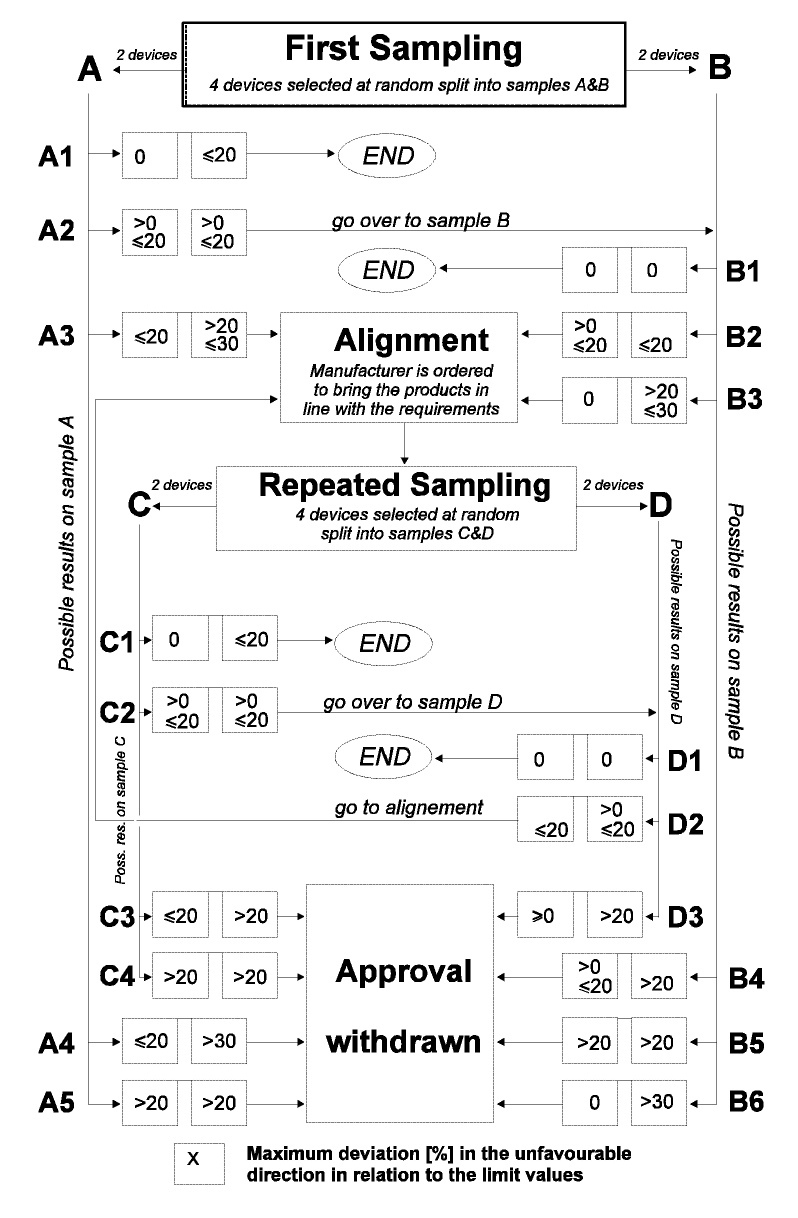 First Sampling
4 devices selected at random split into samples A&B
A
2 devices
2 devices
B
A1
0
⩽20
END
A2
>0
⩽20
>0
⩽20
go over to sample B
END
0
0
B1
A3
⩽20
>20
⩽30
Alignment
Manufacturer is ordered
to bring the products in
line with the requirements
>0
⩽20
⩽20
B2
0
>20
⩽30
B3
Possible results on sample A
Possible results on sample B
Repeated Sampling
4 devices selected at random
split into samples C&D
C
2 devices
2 devices
D
Possible results on sample D
C1
0
⩽20
END
C2
>0
⩽20
>0
⩽20
go over to sample D
Poss. res. on sample C
END
0
0
D1
go to alignement
⩽20
>0
⩽20
D2
C3
⩽20
>20
Approval
withdrawn
⩾0
>20
D3
C4
>20
>20
>0
⩽20
>20
B4
A4
⩽20
>30
>20
>20
B5
A5
>20
>20
0
>30
B6
X
Maximum deviation [%] in the unfavourable
direction in relation to the limit values